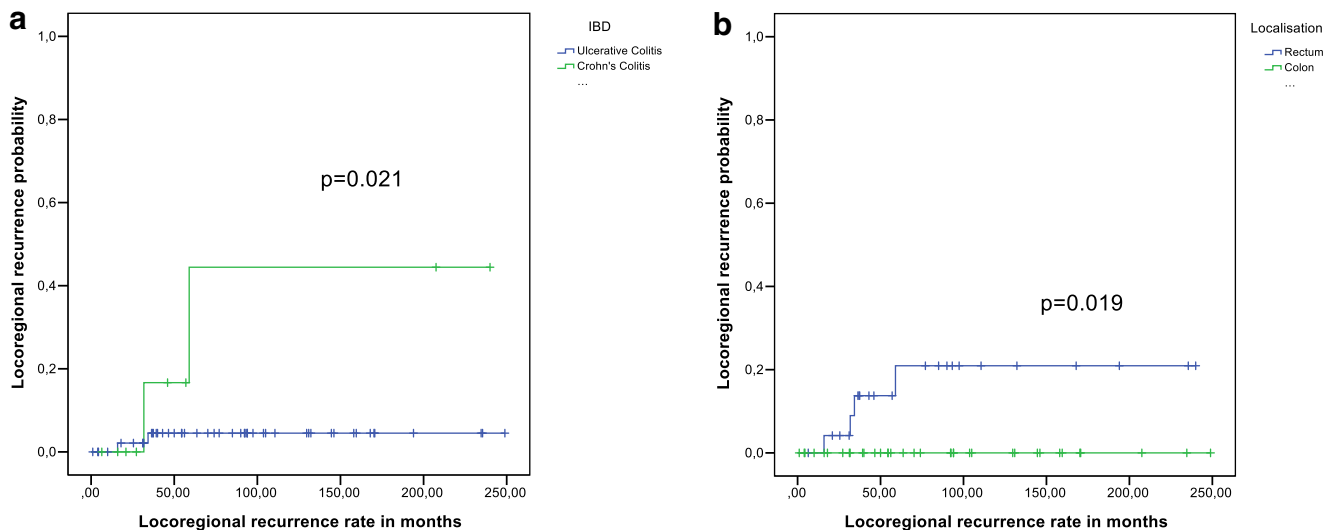 a
IBD
Ulcerative Colitis
Crohn's Colitis
...
Locoregional recurrence probability
1,0
0,8
0,6
0,4
0,2
0,0
p=0.021
,00 50,00 100,00 150,00 200,00 250,00
Locoregional recurrence rate in months
b
Localisation
Rectum
Colon
...
Locoregional recurrence probability
1,0
0,8
0,6
0,4
0,2
0,0
p=0.019
,00 50,00 100,00 150,00 200,00 250,00
Locoregional recurrence rate in months